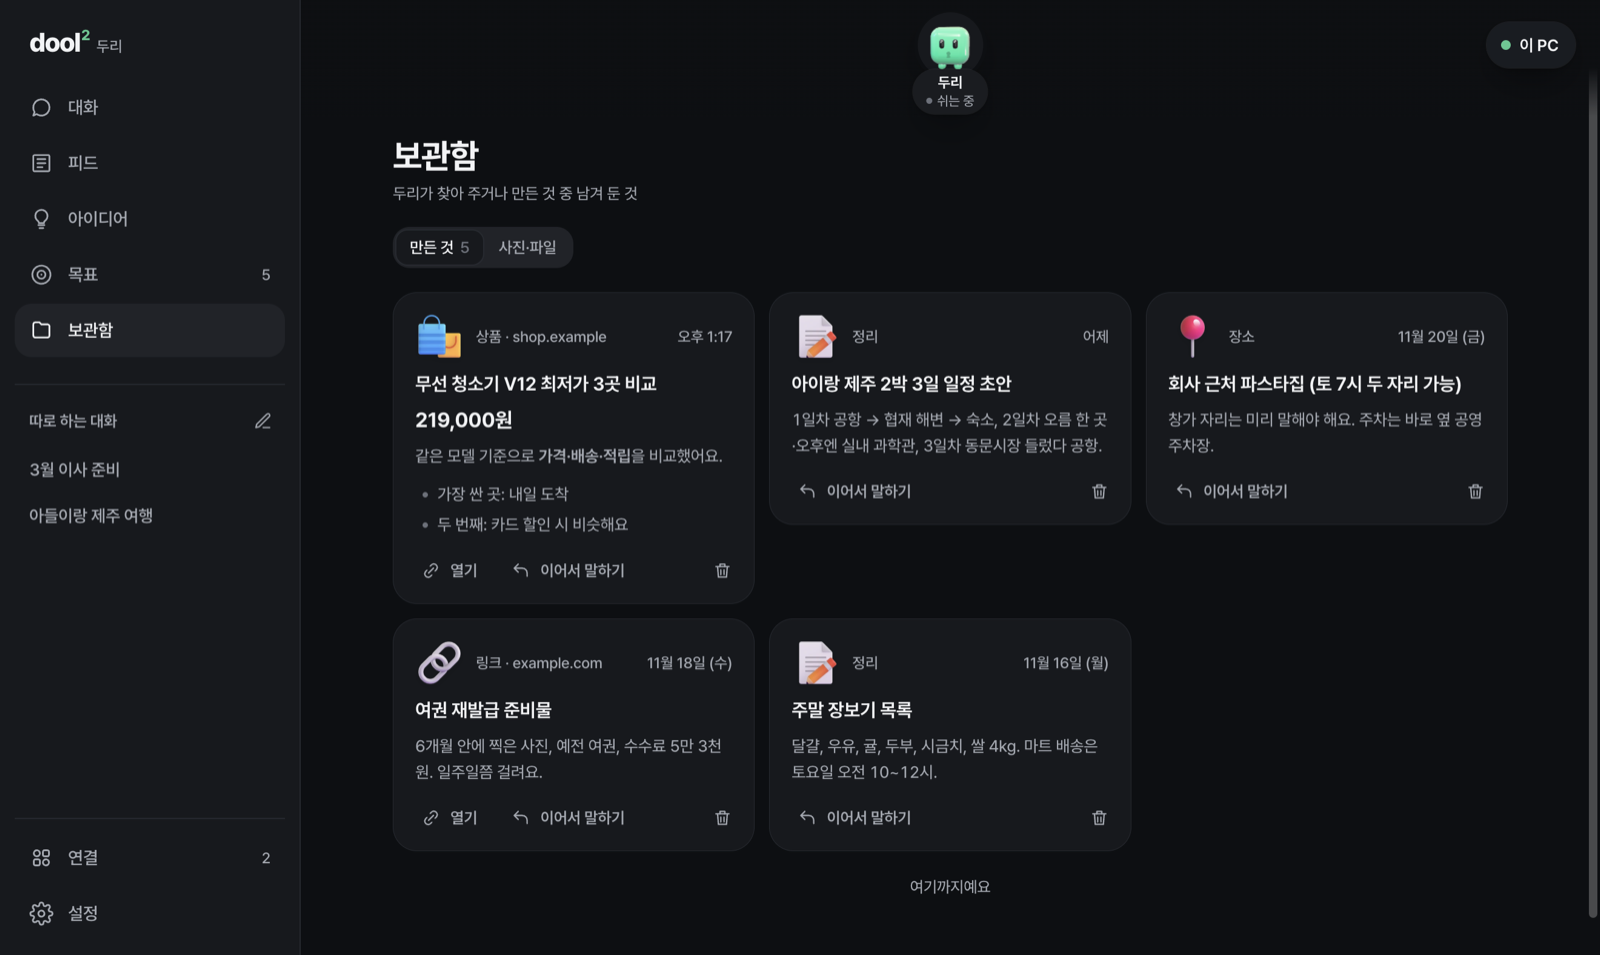 dool² 두리
대화
피드
아이디어
목표 5
보관함
따로 하는 대화
3월 이사 준비
아들이랑 제주 여행
연결 2
설정
두리
쉬는 중
이 PC
보관함
두리가 찾아 주거나 만든 것 중 남겨 둔 것
만든 것 5 사진·파일
상품 · shop.example 오후 1:17
무선 청소기 V12 최저가 3곳 비교
219,000원
같은 모델 기준으로 가격·배송·적립을 비교했어요.
• 가장 싼 곳: 내일 도착
• 두 번째: 카드 할인 시 비슷해요
열기 이어서 말하기
정리 어제
아이랑 제주 2박 3일 일정 초안
1일차 공항 → 협재 해변 → 숙소, 2일차 오름 한 곳
·오후엔 실내 과학관, 3일차 동문시장 들렀다 공항.
이어서 말하기
장소 11월 20일 (금)
회사 근처 파스타집 (토 7시 두 자리 가능)
창가 자리는 미리 말해야 해요. 주차는 바로 옆 공영
주차장.
이어서 말하기
링크 · example.com 11월 18일 (수)
여권 재발급 준비물
6개월 안에 찍은 사진, 예전 여권, 수수료 5만 3천
원. 일주일쯤 걸려요.
열기 이어서 말하기
정리 11월 16일 (월)
주말 장보기 목록
달걀, 우유, 귤, 두부, 시금치, 쌀 4kg. 마트 배송은
토요일 오전 10~12시.
이어서 말하기
여기까지예요